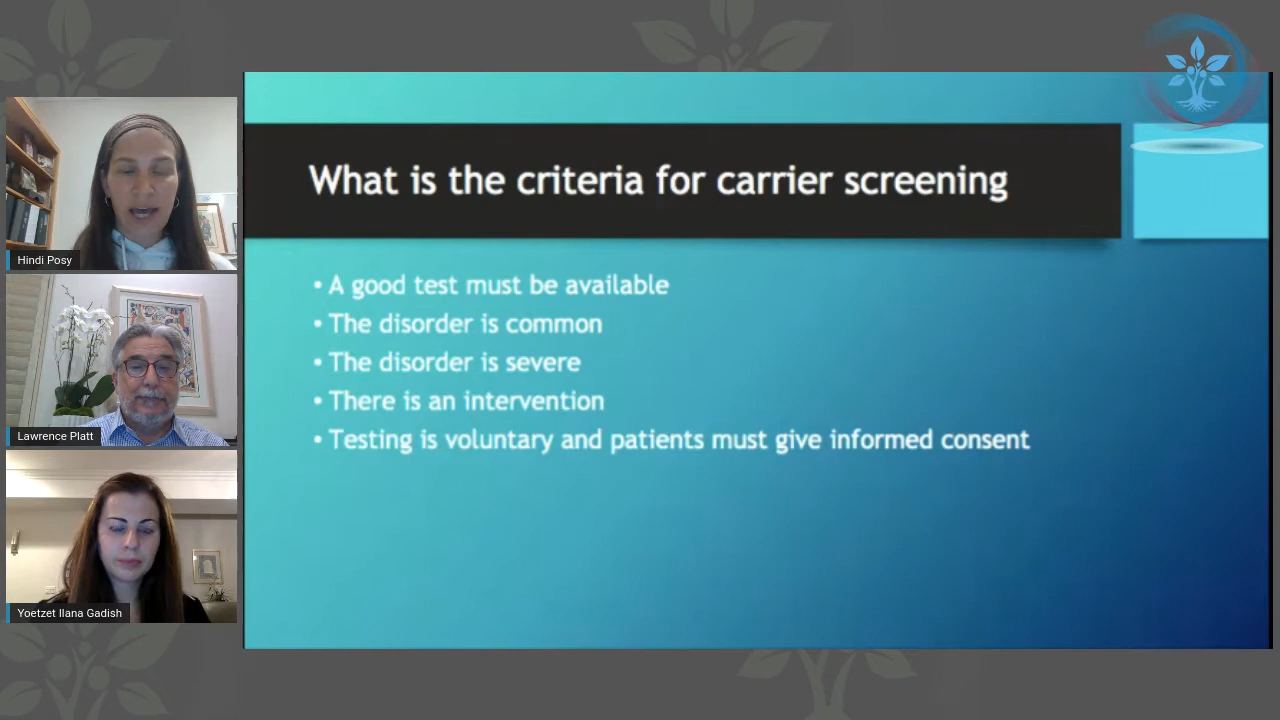 Hindi Posy
Lawrence Platt
Yoetzet Ilana Gadish
What is the criteria for carrier screening
• A good test must be available
• The disorder is common
• The disorder is severe
• There is an intervention
• Testing is voluntary and patients must give informed consent